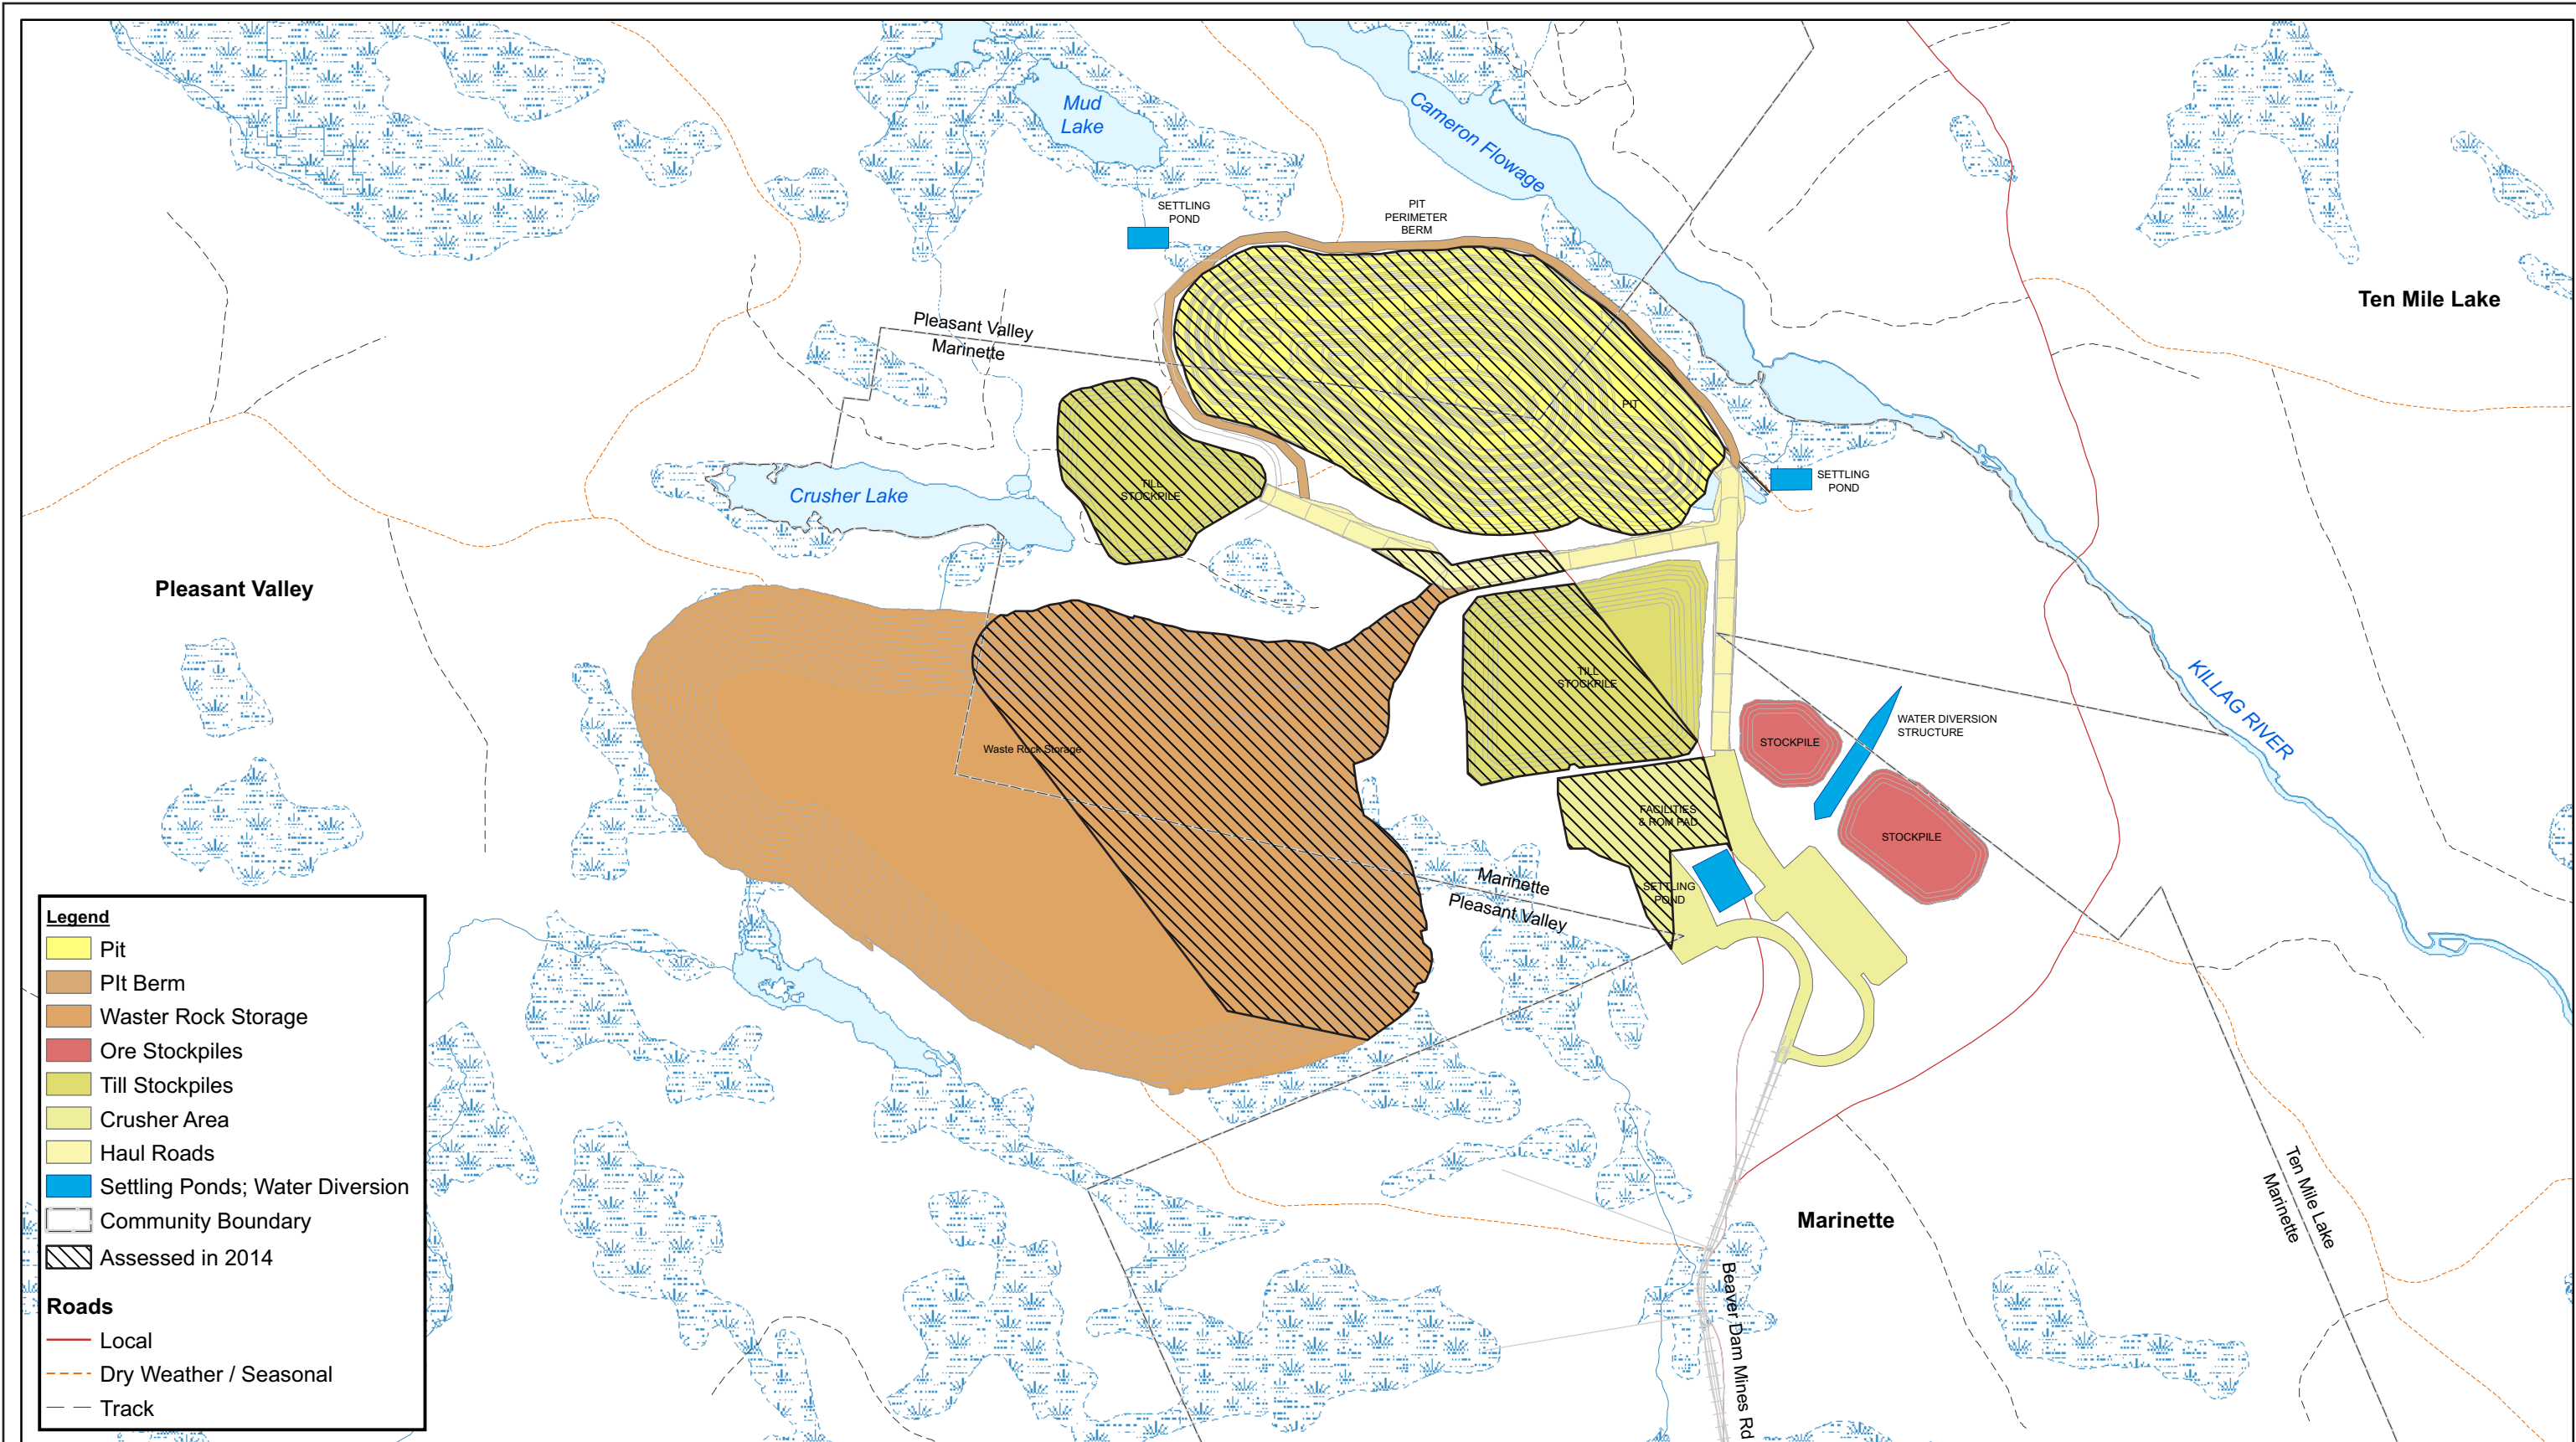 Mud
Lake
Cameron Flowage
SETTLING
POND
PIT
PERIMETER
BERM
Ten Mile Lake
Pleasant Valley
Marinette
PIT
Crusher Lake
TILL
STOCKPILE
SETTLING
POND
Pleasant Valley
TILL
STOCKPILE
KILLAG RIVER
Waste Rock Storage
STOCKPILE
WATER DIVERSION
STRUCTURE
FACILITIES
& ROM PAD
STOCKPILE
Marinette
Pleasant Valley
SETTLING
POND
Legend
Pit
PIt Berm
Waster Rock Storage
Ore Stockpiles
Till Stockpiles
Crusher Area
Haul Roads
Settling Ponds; Water Diversion
Community Boundary
Assessed in 2014
Roads
Local
Dry Weather / Seasonal
Track
Marinette
Ten Mile Lake
Marinette
Beaver Dam Mines Rd